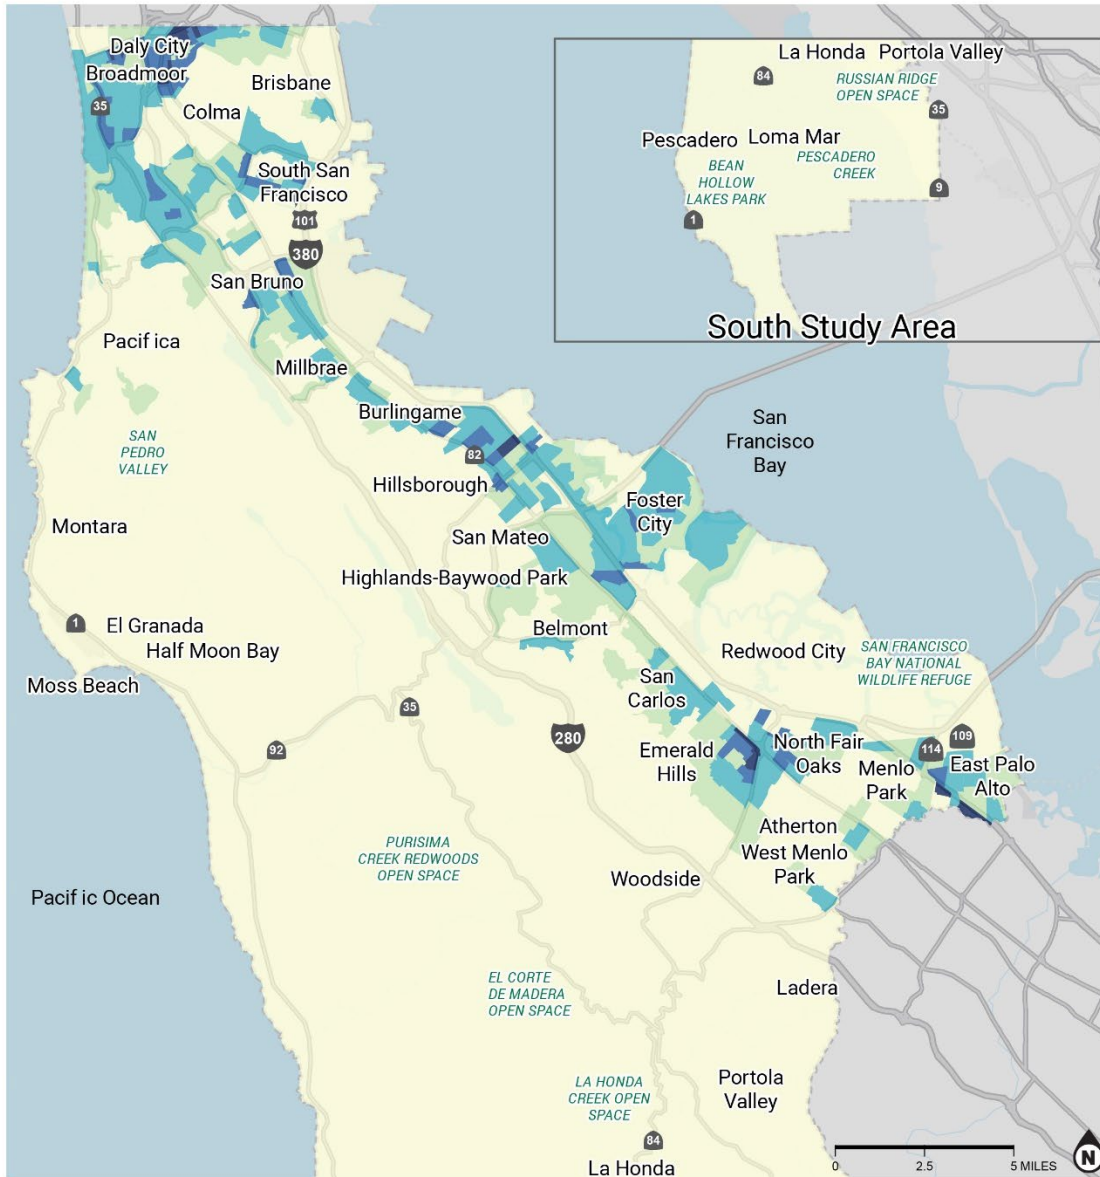 Daly City
Broadmoor
35
Colma
Brisbane
South San
Francisco
101
380
San Bruno
Pacif ica
Millbrae
Burlingame
82
Hillsborough
SAN
PEDRO
VALLEY
Montara
San Mateo
Foster
City
San
Francisco
Bay
Highlands-Baywood Park
Belmont
1
El Granada
Half Moon Bay
Moss Beach
35
92
280
San
Carlos
Redwood City
SAN FRANCISCO
BAY NATIONAL
WILDLIFE REFUGE
Emerald
Hills
North Fair
Oaks
Menlo
Park
114
109
East Palo
Alto
Atherton
West Menlo
Park
Woodside
PURISIMA
CREEK REDWOODS
OPEN SPACE
Pacif ic Ocean
EL CORTE
DE MADERA
OPEN SPACE
Ladera
LA HONDA
CREEK OPEN
SPACE
Portola
Valley
84
La Honda
0 2.5 5 MILES
N
La Honda Portola Valley
84
RUSSIAN RIDGE
OPEN SPACE
35
Pescadero
Loma Mar
BEAN
HOLLOW
LAKES PARK
PESCADERO
CREEK
9
1
South Study Area